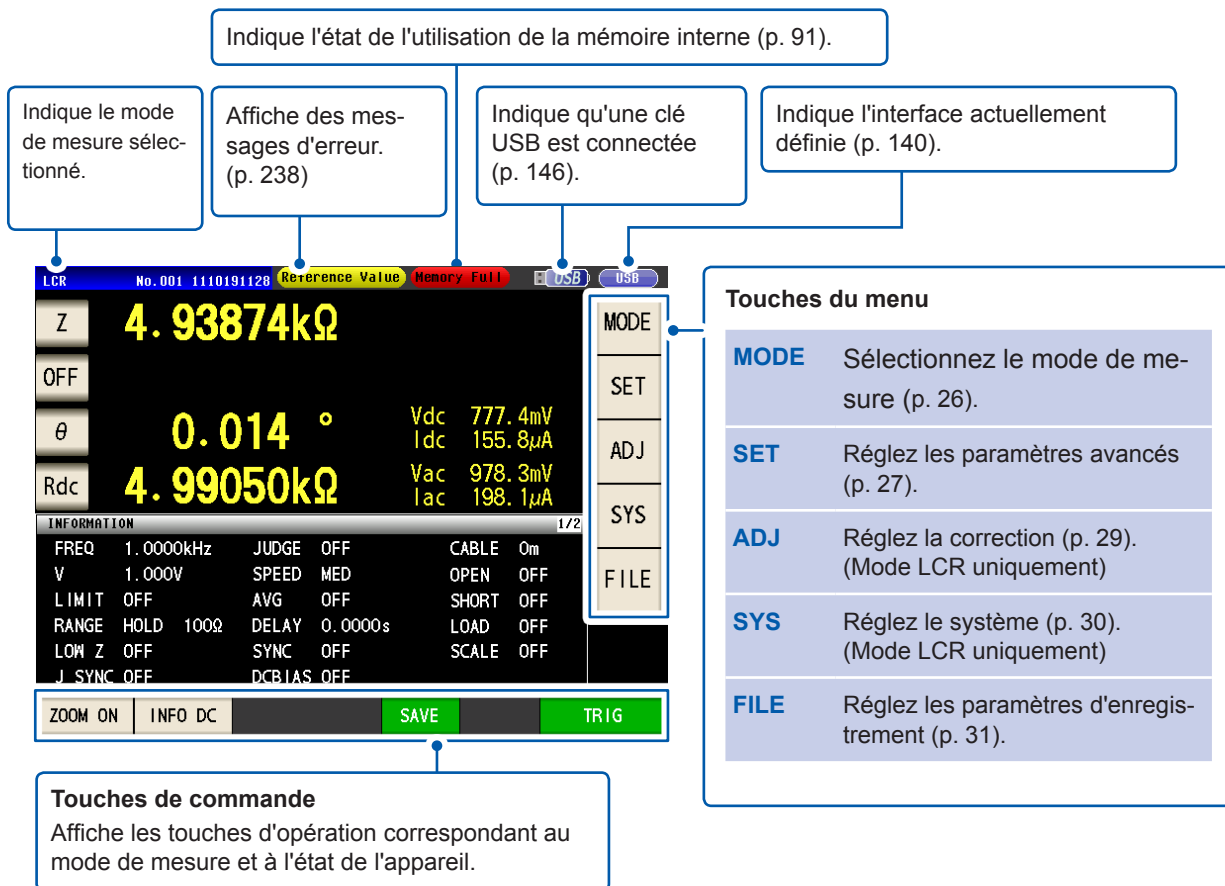 Indique l'état de l'utilisation de la mémoire interne (p. 91).
Indique le mode
de mesure sélec-
tionné.
Affiche des mes-
sages d'erreur.
(p. 238)
Indique qu'une clé
USB est connectée
(p. 146).
Indique l'interface actuellement
définie (p. 140).
LCR No.001 1110191128 Reference Value Memory Full USB USB
Z 4.93874kΩ
OFF
θ 0.014 ° Vdc 777.4mV
Idc 155.8µA
Rdc 4.99050kΩ Vac 978.3mV
Iac 198.1µA
INFORMATION 1/2
FREQ 1.0000kHz JUDGE OFF CABLE 0m
V 1.000V SPEED MED OPEN OFF
LIMIT OFF AVG OFF SHORT OFF
RANGE HOLD 100Ω DELAY 0.0000s LOAD OFF
LOW Z OFF SYNC OFF SCALE OFF
J SYNC OFF DCBIAS OFF
MODE
SET
ADJ
SYS
FILE
ZOOM ON INFO DC SAVE TRIG
Touches du menu
MODE Sélectionnez le mode de me-
sure (p. 26).
SET Réglez les paramètres avancés
(p. 27).
ADJ Réglez la correction (p. 29).
(Mode LCR uniquement)
SYS Réglez le système (p. 30).
(Mode LCR uniquement)
FILE Réglez les paramètres d'enregis-
trement (p. 31).
Touches de commande
Affiche les touches d'opération correspondant au
mode de mesure et à l'état de l'appareil.